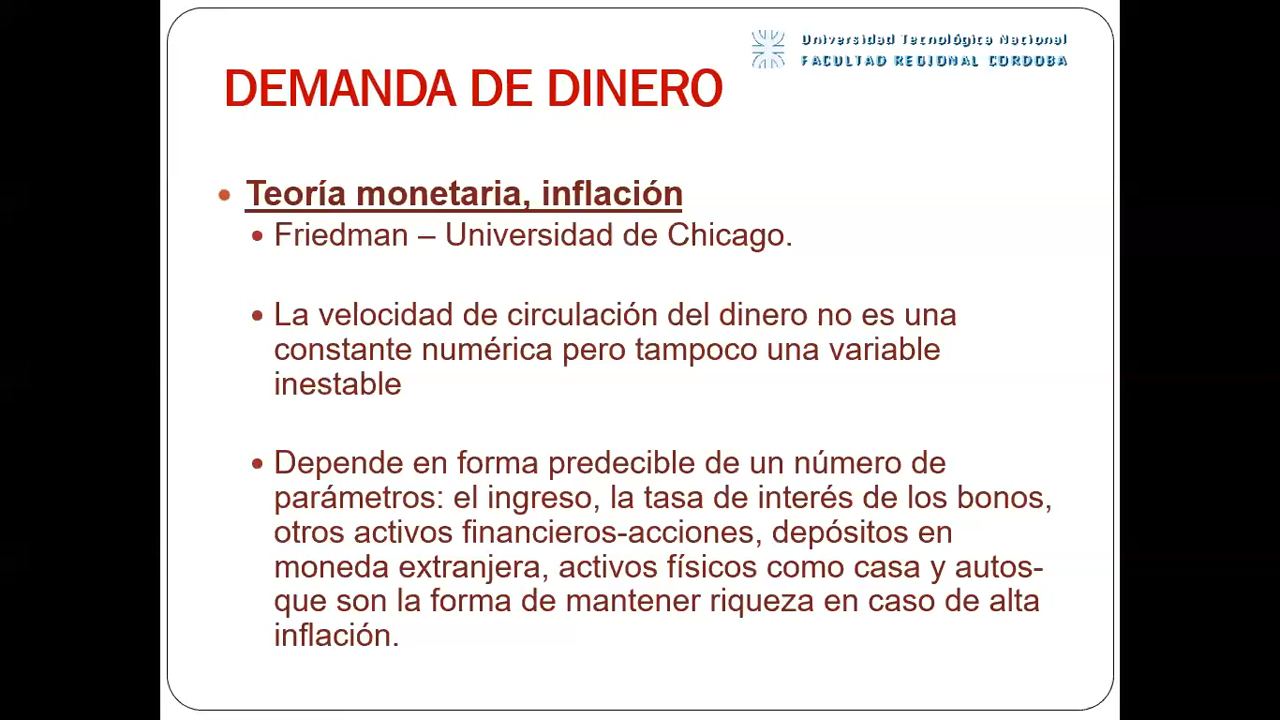 Universidad Tecnológica Nacional
FACULTAD REGIONAL CORDOBA
DEMANDA DE DINERO
• Teoría monetaria, inflación
• Friedman – Universidad de Chicago.
• La velocidad de circulación del dinero no es una
constante numérica pero tampoco una variable
inestable
• Depende en forma predecible de un número de
parámetros: el ingreso, la tasa de interés de los bonos,
otros activos financieros-acciones, depósitos en
moneda extranjera, activos físicos como casa y autos-
que son la forma de mantener riqueza en caso de alta
inflación.